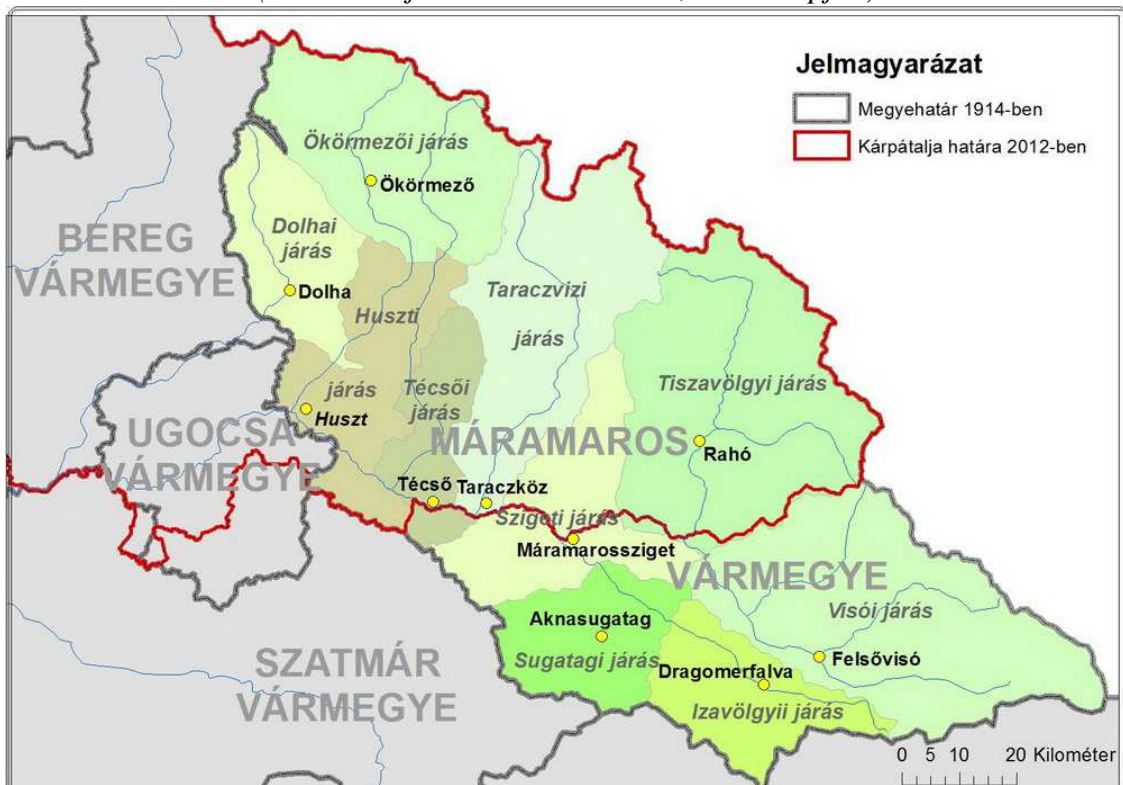 Jelmagyarázat
Megyehatár 1914-ben
Kárpátalja határa 2012-ben
Ökörmezői járás
Ökörmező
BEREG
VÁRMEGYE
Dolhai
járás
Dolha
Huszti
járás
Huszt
Taraczvizi
járás
Técsői
járás
Tiszavölgyi járás
Rahó
UGOCSA
VÁRMEGYE
MÁRAMAROS
VÁRMEGYE
Técső
Taraczköz
Szigeti járás
Máramarossziget
Visói járás
Felsővisó
Aknasugatag
Sugatagi járás
Dragomerfalva
Izavölgyii járás
SZATMÁR
VÁRMEGYE
0 5 10 20 Kilométer